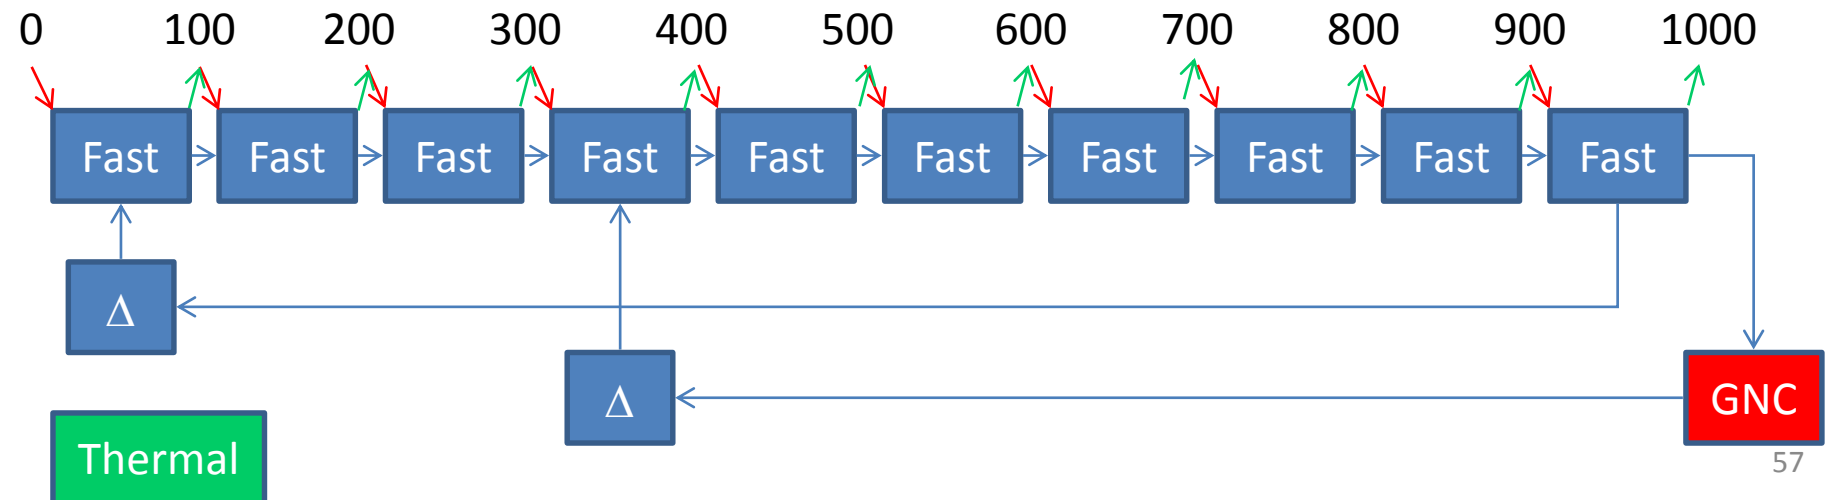 0 100 200 300 400 500 600 700 800 900 1000
Fast Fast Fast Fast Fast Fast Fast Fast Fast Fast
Δ
Δ
GNC
Thermal
57